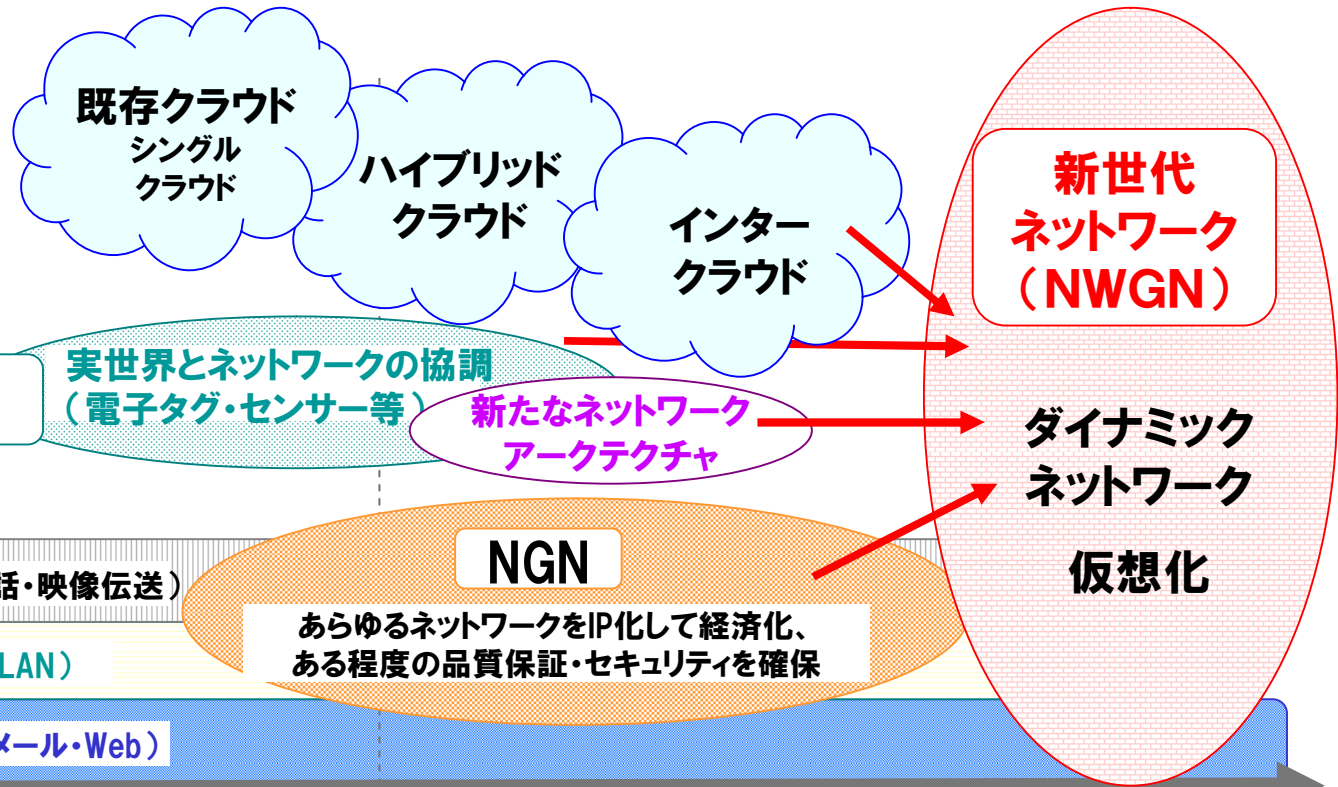 既存クラウド
シングル
クラウド
ハイブリッド
クラウド
インター
クラウド
新世代
ネットワーク
(NWGN)
実世界とネットワークの協調
(電子タグ・センサー等)
新たなネットワーク
アークテクチャ
ダイナミック
ネットワーク
仮想化
NGN
あらゆるネットワークをIP化して経済化、
ある程度の品質保証・セキュリティを確保
話・映像伝送)
LAN)
メール・Web)